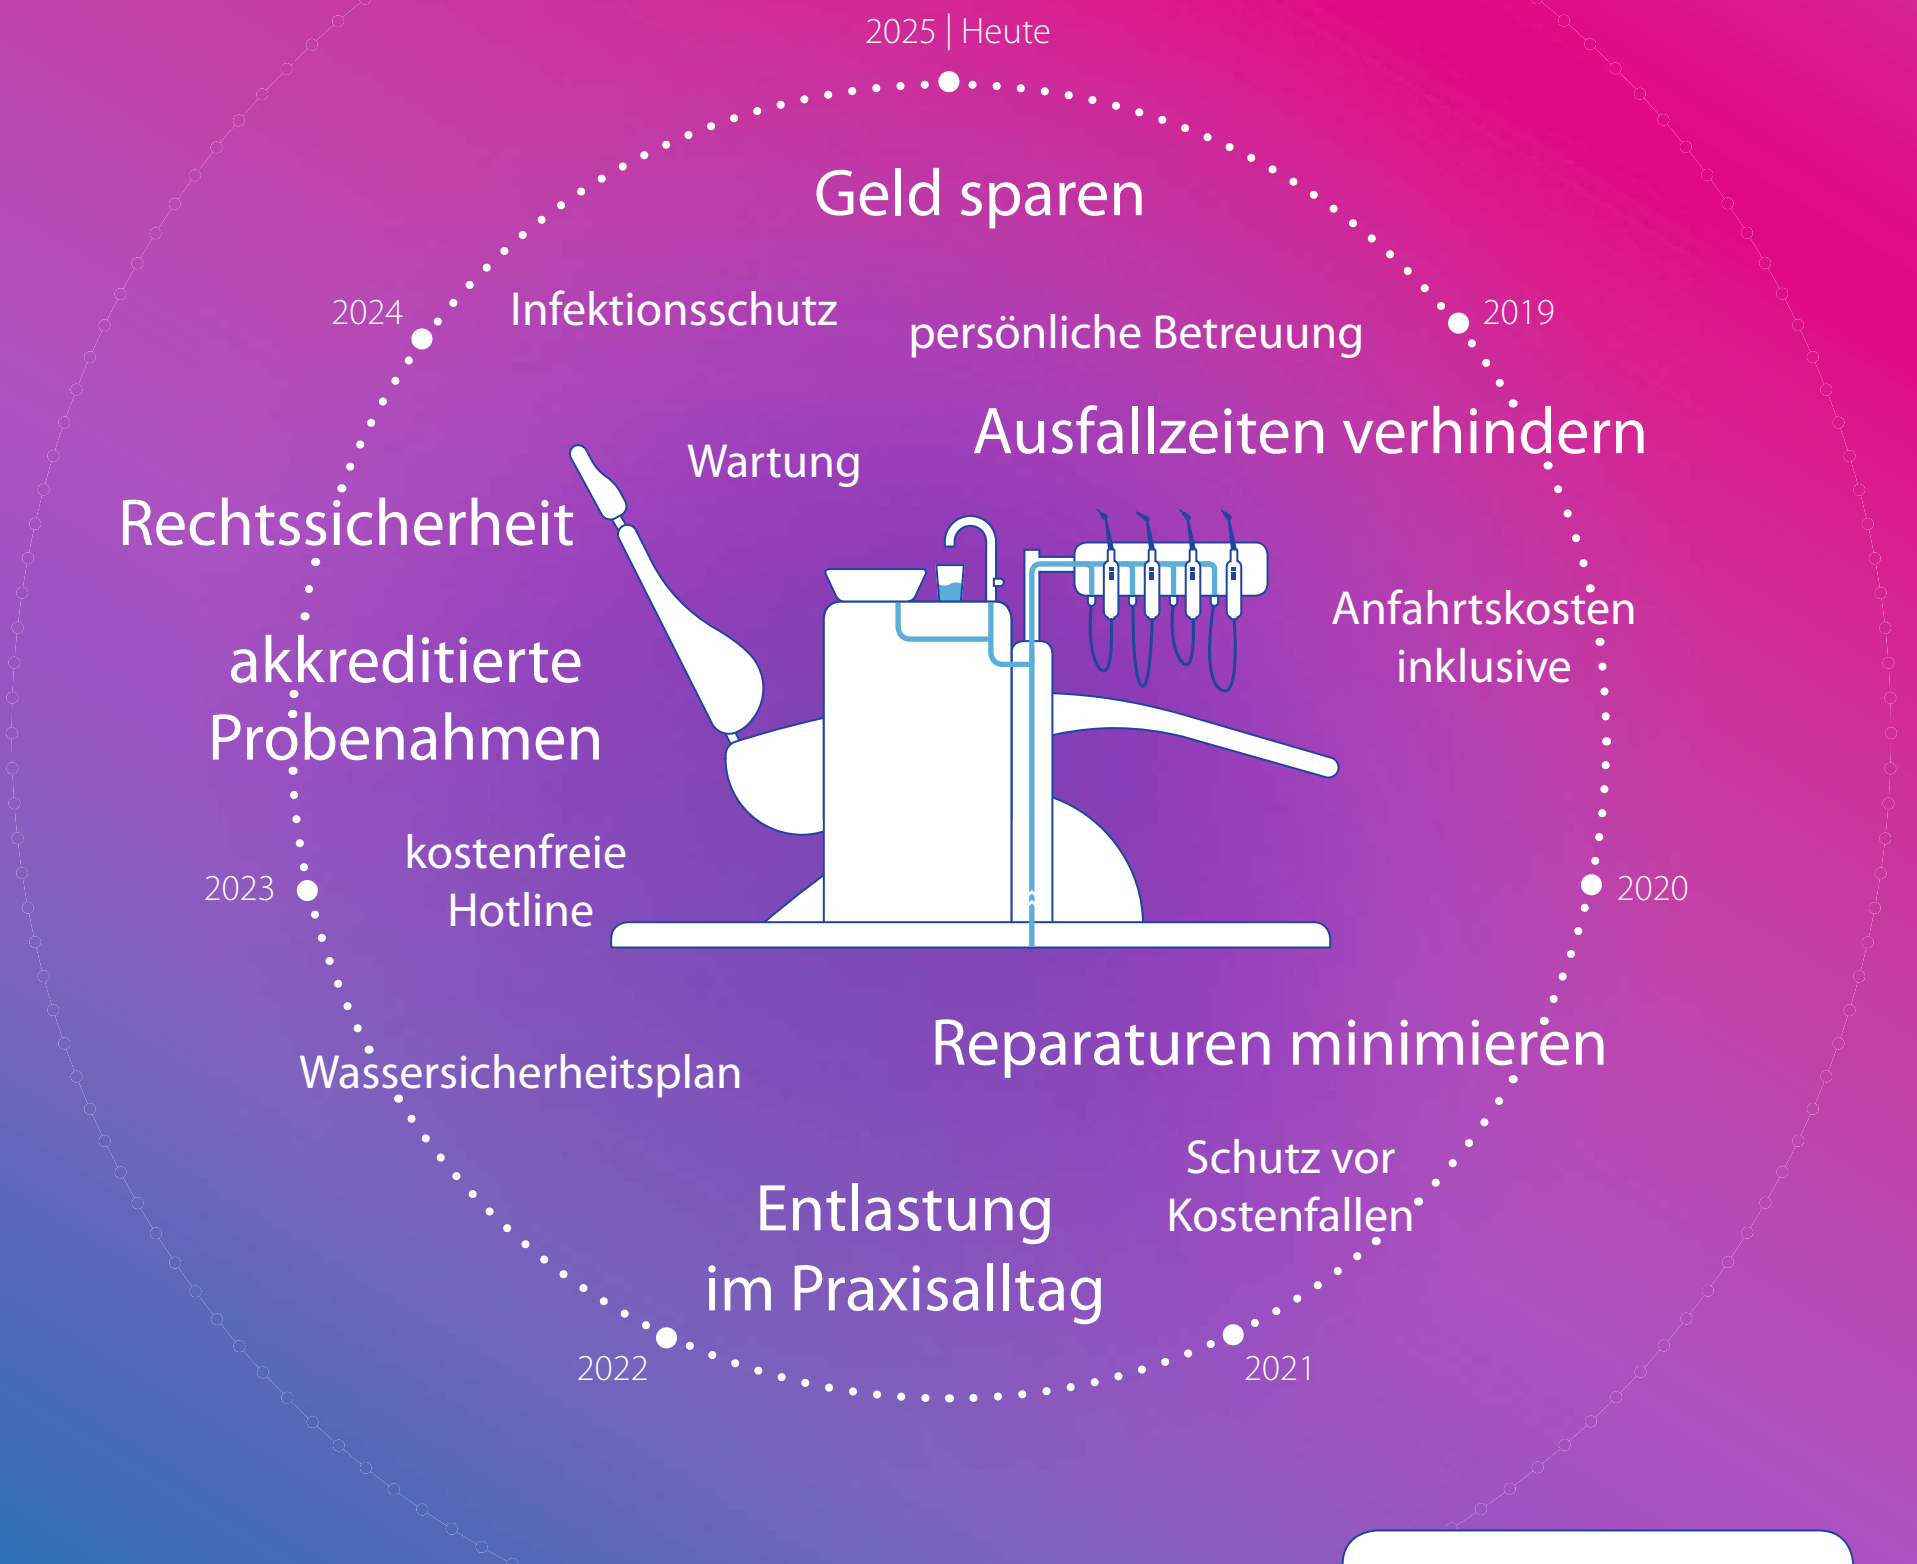 2025 | Heute
Geld sparen
2024
Infektionsschutz
2019
persönliche Betreuung
Ausfallzeiten verhindern
Wartung
Rechtssicherheit
Anfahrtskosten
inklusive
akkreditierte
Probenahmen
kostenfreie
Hotline
2023
2020
Reparaturen minimieren
Wassersicherheitsplan
Schutz vor
Kostenfallen
Entlastung
im Praxisalltag
2022
2021